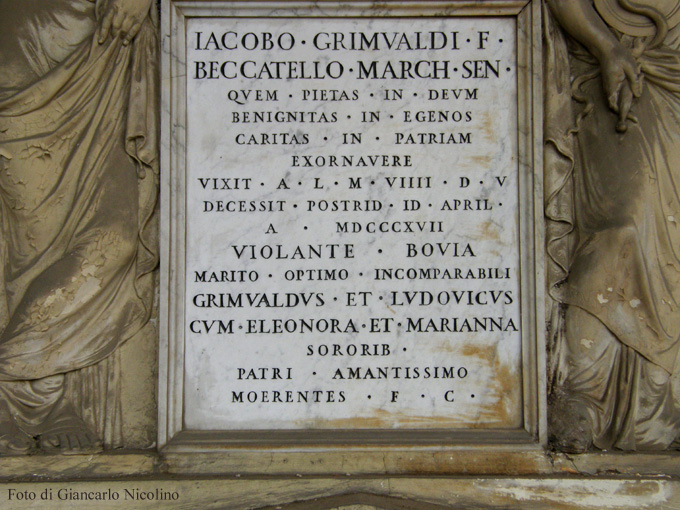 IACOBO · GRIMVALDI · F ·
BECCATELLO · MARCH · SEN ·
QVEM · PIETAS · IN · DEVM
BENIGNITAS · IN · EGENOS
CARITAS · IN · PATRIAM
EXORNAVERE
VIXIT · A · L · M · VIIII · D · V
DECESSIT · POSTRID · ID · APRIL ·
A · MDCCCXVII
VIOLANTE · BOVIA
MARITO · OPTIMO · INCOMPARABILI
GRIMVALDVS · ET · LVDOVICVS
CVM · ELEONORA · ET · MARIANNA
SORORIB ·
PATRI · AMANTISSIMO
MOERENTES · F · C ·
Foto di Giancarlo Nicolino